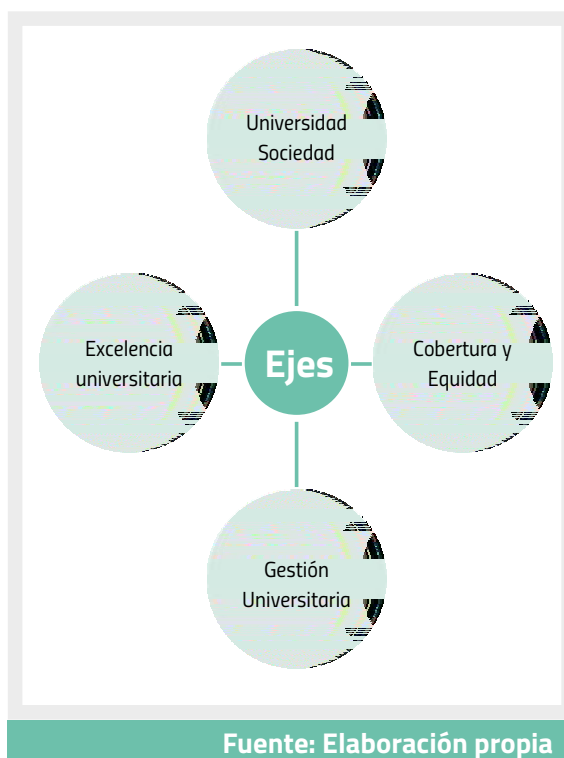 Universidad
Sociedad
Excelencia
universitaria
Ejes
Cobertura y
Equidad
Gestión
Universitaria
Fuente: Elaboración propia